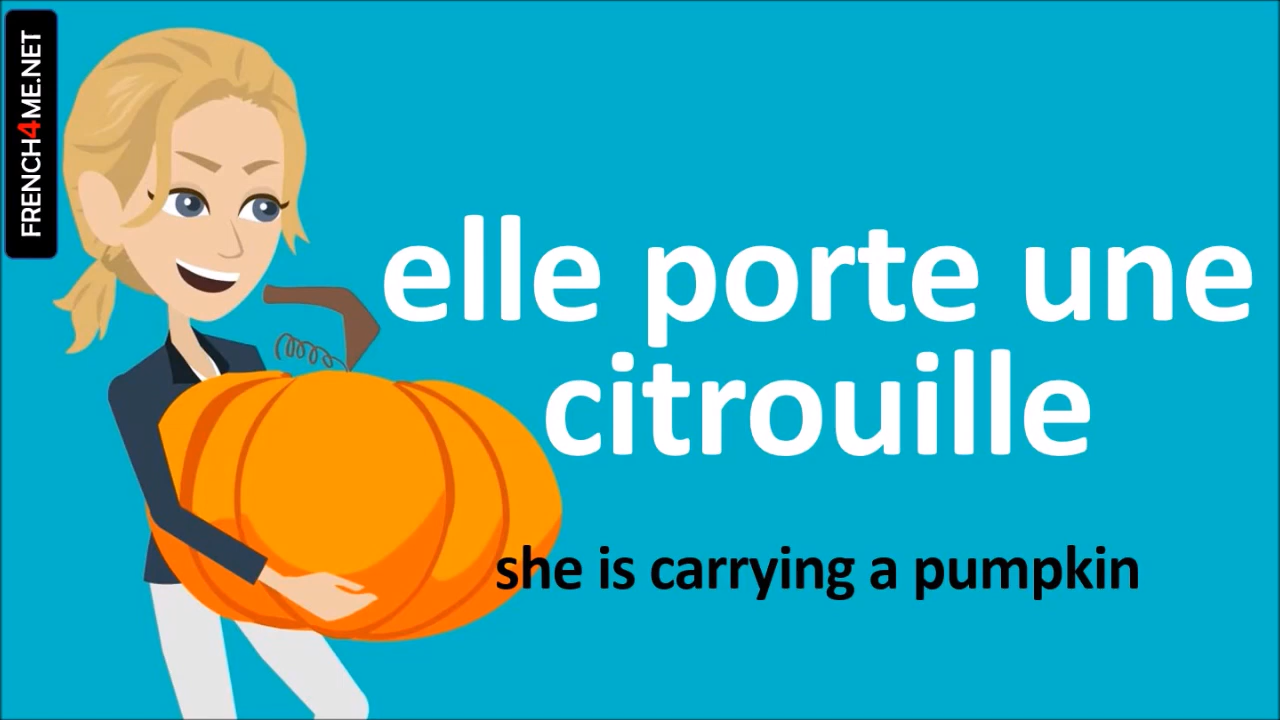 FRENCH4ME.NET
elle porte une
citrouille
she is carrying a pumpkin